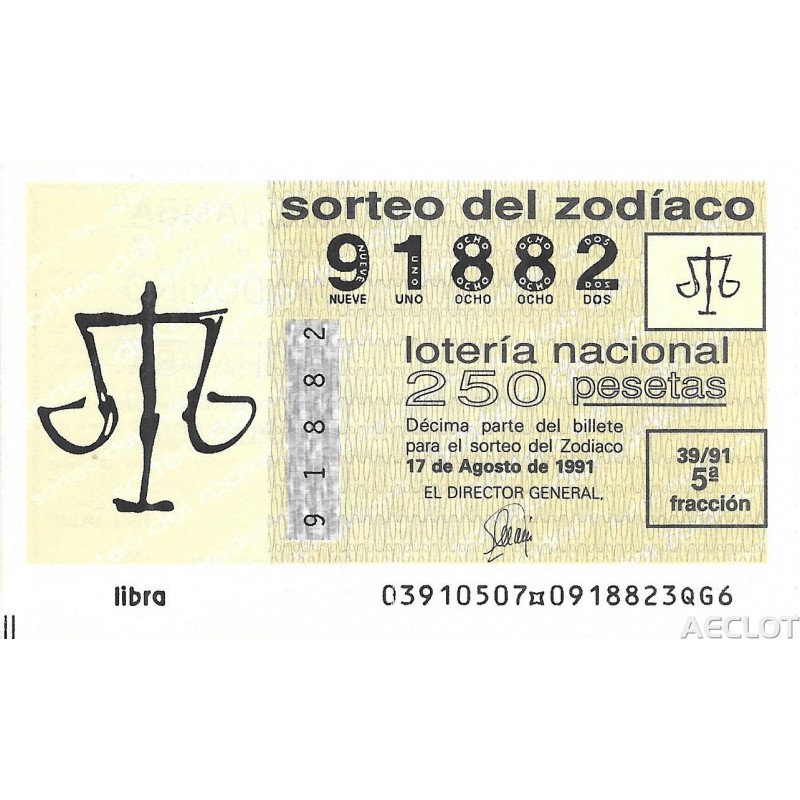 sorteo del zodíaco
91882
NUEVE UNO OCHO OCHO DOS
lotería nacional
250 pesetas
Décima parte del billete
para el sorteo del Zodiaco
17 de Agosto de 1991
EL DIRECTOR GENERAL,
39/91
5ª
fracción
91882
libra
03910507¤0918823QG6
AECLOT